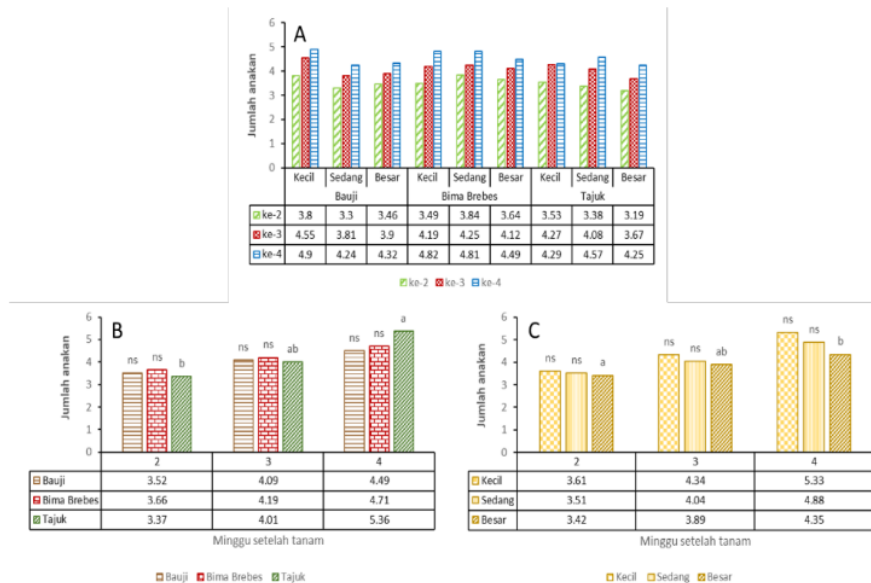 A
Jumlah anakan
6
5
4
3
2
1
0
Kecil Sedang Besar Kecil Sedang Besar Kecil Sedang Besar
Bauji Bima Brebes Tajuk
ke-2 3.8 3.3 3.46 3.49 3.84 3.64 3.53 3.38 3.19
ke-3 4.55 3.81 3.9 4.19 4.25 4.12 4.27 4.08 3.67
ke-4 4.9 4.24 4.32 4.82 4.81 4.49 4.29 4.57 4.25
ke-2 ke-3 ke-4
B
Jumlah anakan
6
5
4
3
2
1
0
ns ns b ns ns ab ns ns a
2 3 4
Bauji 3.52 4.09 4.49
Bima Brebes 3.66 4.19 4.71
Tajuk 3.37 4.01 5.36
Minggu setelah tanam
Bauji Bima Brebes Tajuk
C
Jumlah anakan
6
5
4
3
2
1
0
ns ns a ns ns ab ns ns b
2 3 4
Kecil 3.61 4.34 5.33
Sedang 3.51 4.04 4.88
Besar 3.42 3.89 4.35
Minggu setelah tanam
Kecil Sedang Besar